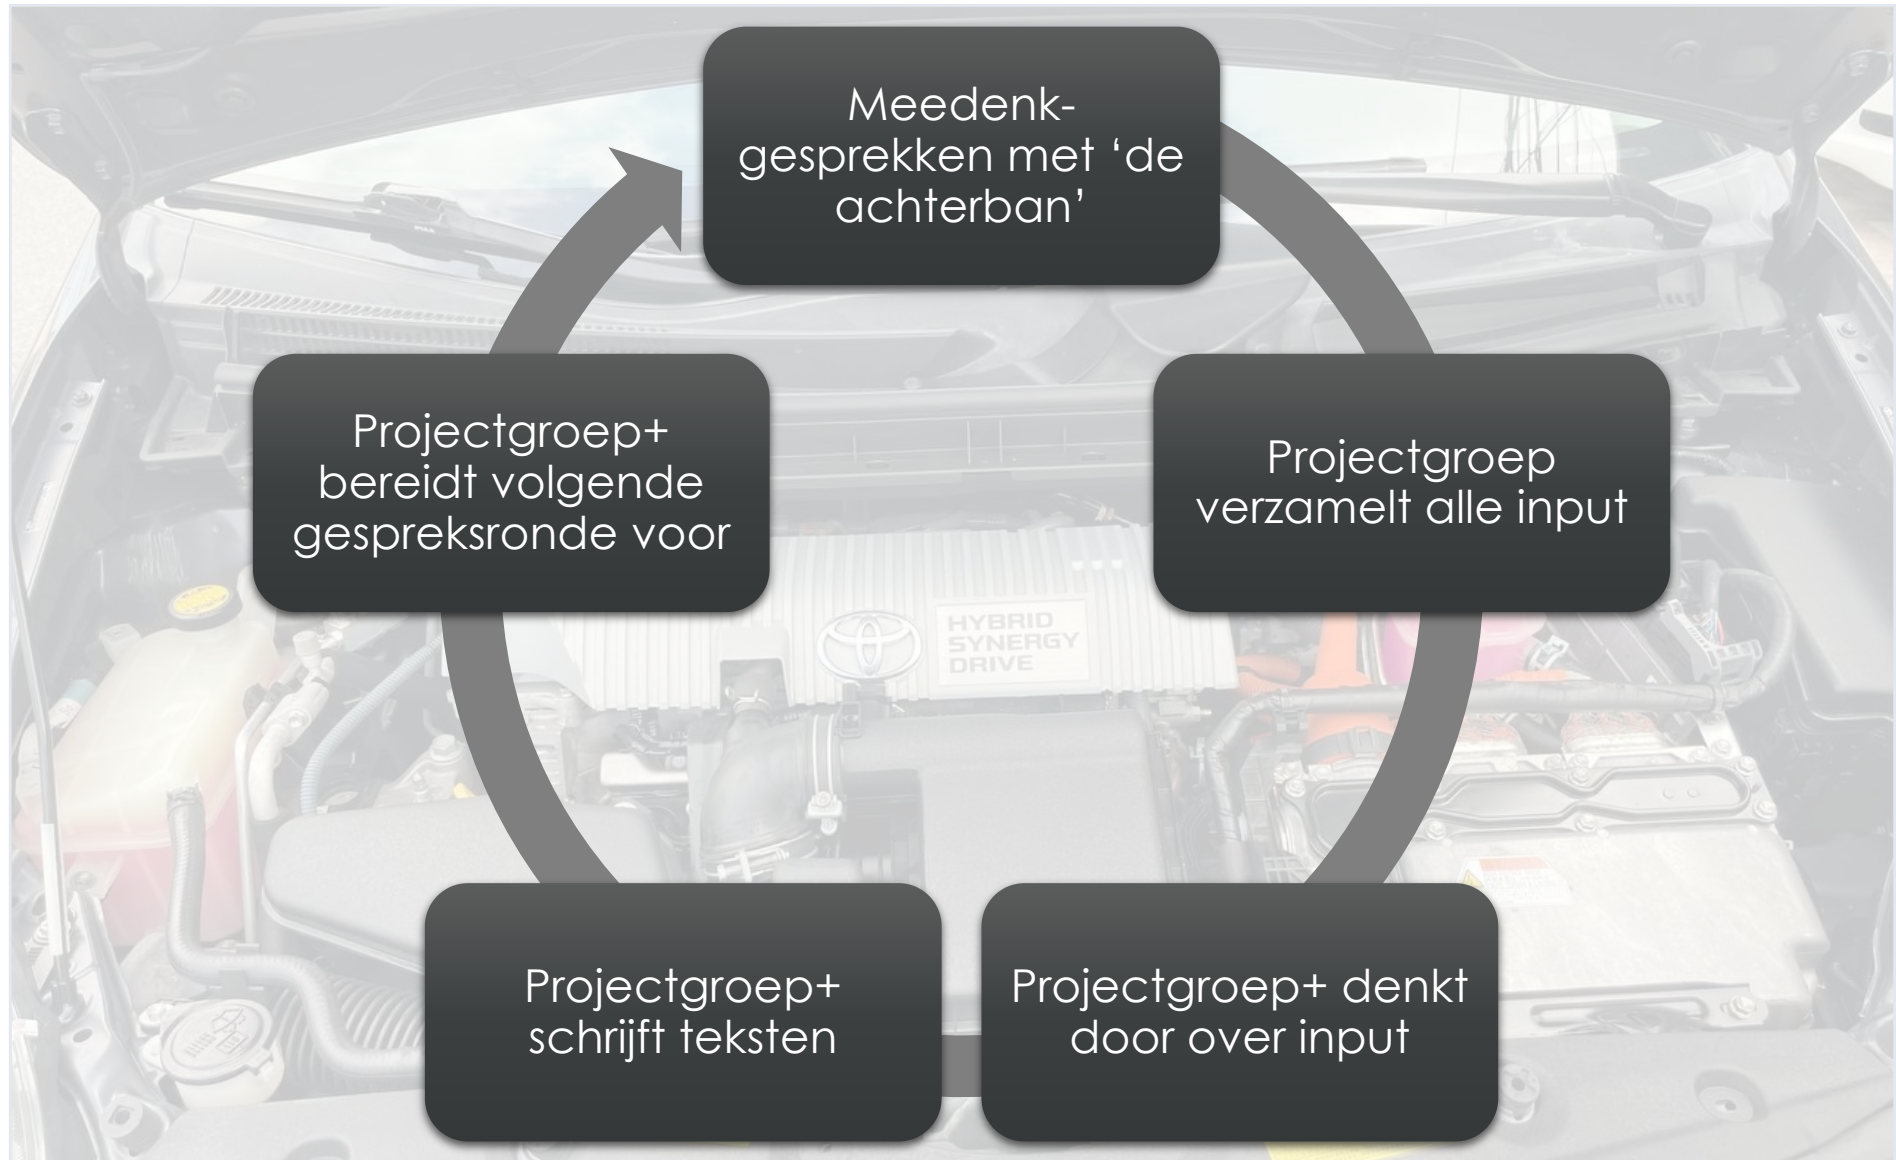 Meedenk-
gesprekken met ‘de
achterban’
Projectgroep
verzamelt alle input
Projectgroep+ denkt
door over input
Projectgroep+
schrijft teksten
Projectgroep+
bereidt volgende
gespreksronde voor
HYBRID
SYNERGY
DRIVE